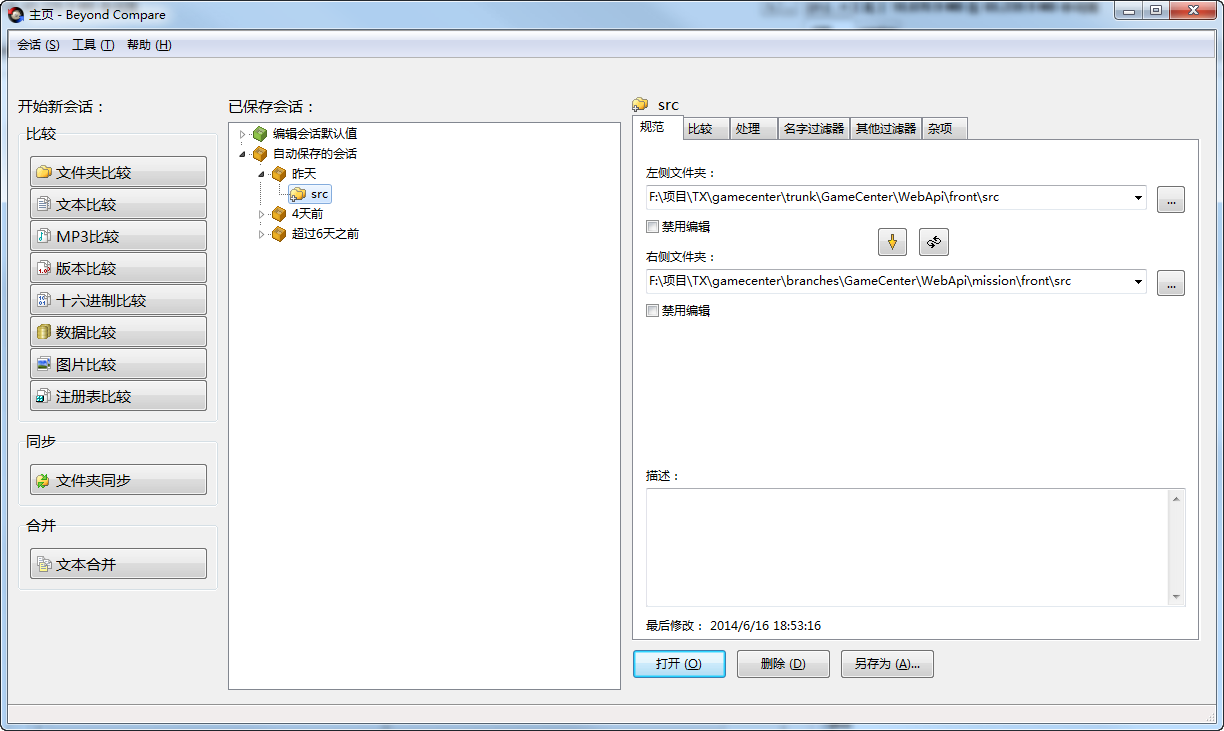 主页 - Beyond Compare
会话 (S) 工具 (T) 帮助 (H)
开始新会话：
比较
文件夹比较
文本比较
MP3比较
版本比较
十六进制比较
数据比较
图片比较
注册表比较
同步
文件夹同步
合并
文本合并
已保存会话：
编辑会话默认值
自动保存的会话
昨天
src
4天前
超过6天之前
src
规范 比较 处理 名字过滤器 其他过滤器 杂项
左侧文件夹：
F:\项目\TX\gamecenter\trunk\GameCenter\WebApi\front\src
...
禁用编辑
右侧文件夹：
F:\项目\TX\gamecenter\branches\GameCenter\WebApi\mission\front\src
...
禁用编辑
描述：
最后修改： 2014/6/16 18:53:16
打开 (O) 删除 (D) 另存为 (A)...